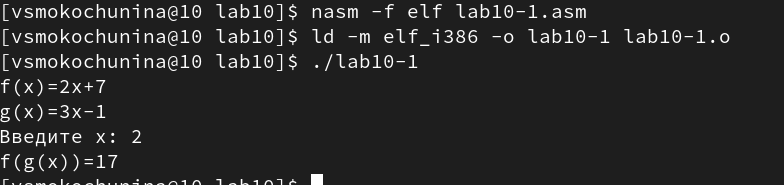 [vsmokochunina@10 lab10]$ nasm -f elf lab10-1.asm
[vsmokochunina@10 lab10]$ ld -m elf_i386 -o lab10-1 lab10-1.o
[vsmokochunina@10 lab10]$ ./lab10-1
f(x)=2x+7
g(x)=3x-1
Введите x: 2
f(g(x))=17
[vsmokochunina@10 lab10]$